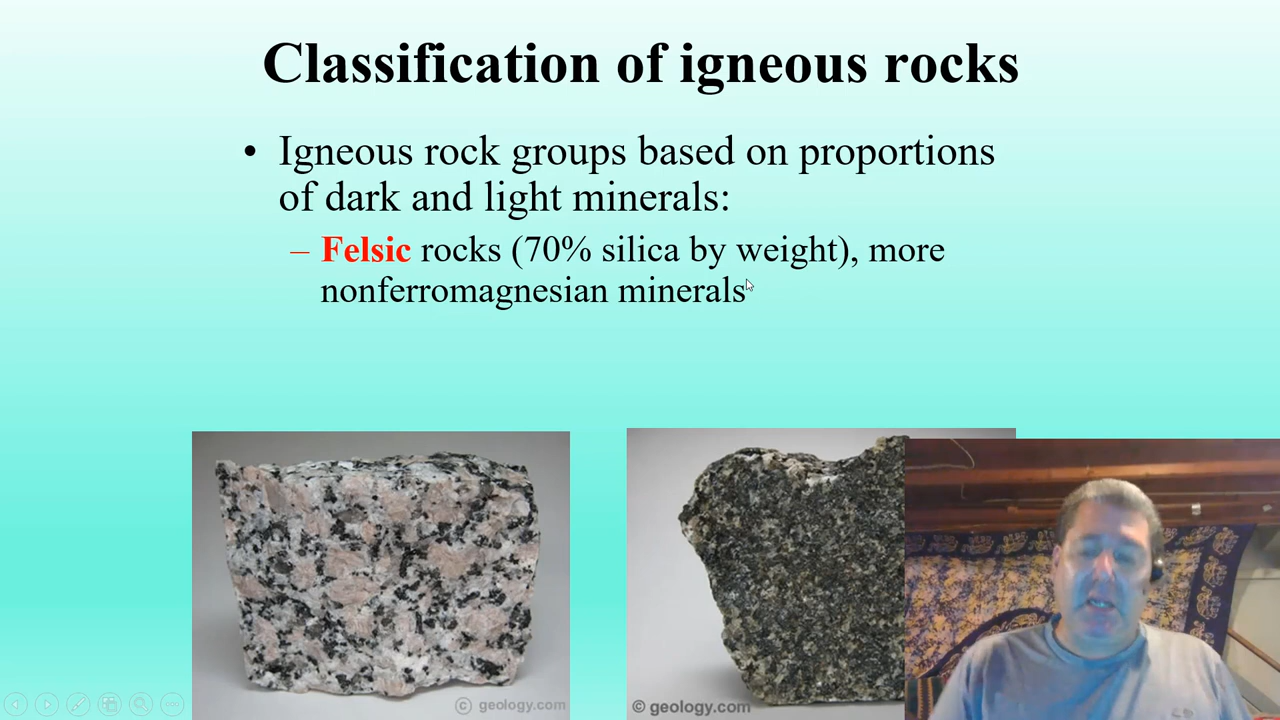 Classification of igneous rocks
• Igneous rock groups based on proportions
of dark and light minerals:
– Felsic rocks (70% silica by weight), more
nonferromagnesian minerals
© geology.com
© geology.com